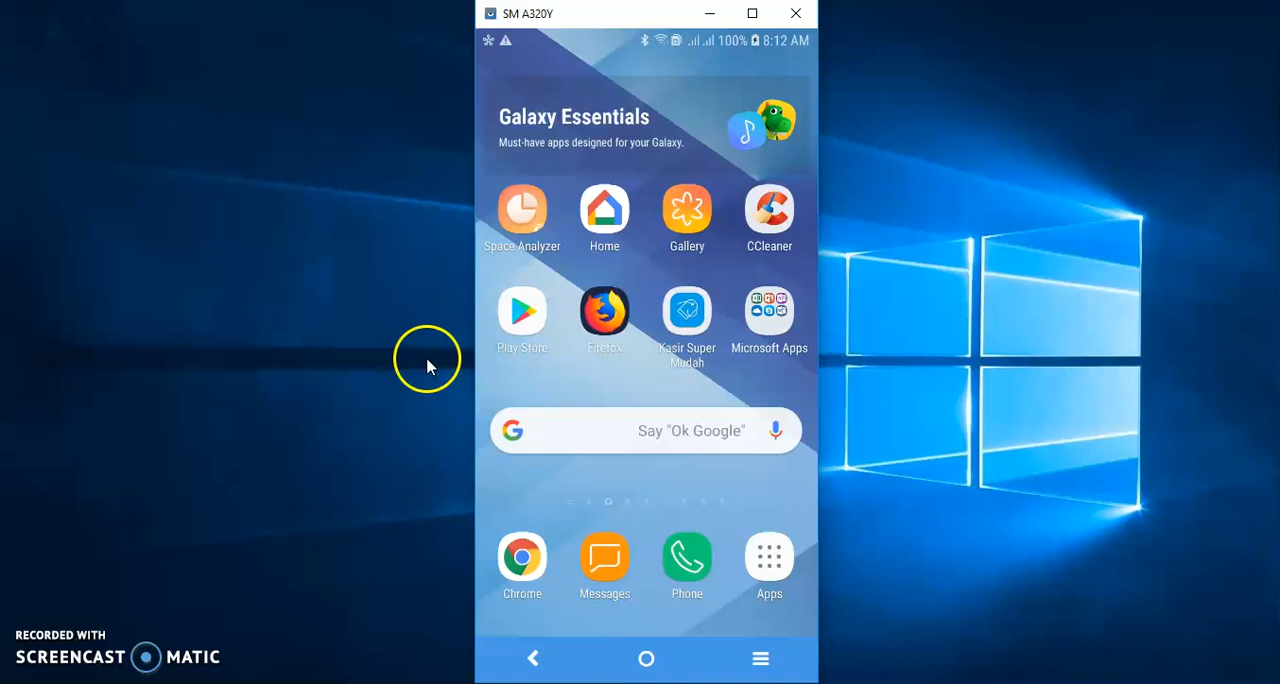 SM A320Y
100% 8:12 AM
Galaxy Essentials
Must-have apps designed for your Galaxy.
Space Analyzer Home Gallery CCleaner
Play Store Firefox Kasir Super Microsoft Apps
Mudah
Say "Ok Google"
Chrome Messages Phone Apps
RECORDED WITH
SCREENCAST MATIC